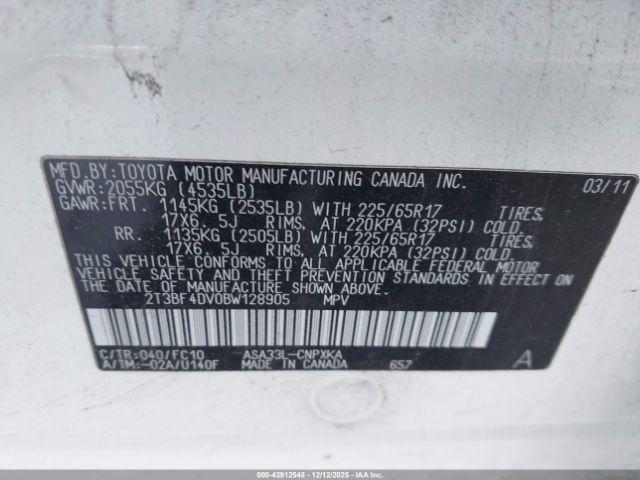 MFD.BY:TOYOTA MOTOR MANUFACTURING CANADA INC. 03/11
GVWR:2055KG (4535LB)
GAWR:FRT. 1145KG (2535LB) WITH 225/65R17 TIRES,
17X6.5J RIMS, AT 220KPA (32PSI) COLD.
RR. 1135KG (2505LB) WITH 225/65R17 TIRES,
17X6.5J RIMS, AT 220KPA (32PSI) COLD.
THIS VEHICLE CONFORMS TO ALL APPLICABLE FEDERAL MOTOR
VEHICLE SAFETY AND THEFT PREVENTION STANDARDS IN EFFECT ON
THE DATE OF MANUFACTURE SHOWN ABOVE.
2T3BF4DV0BW128905 MPV
C/TR:040/FC10 ASA33L-CNPXKA A
A/TM:-02A/U140F MADE IN CANADA 657
000-43912548 - 12/12/2025 - IAAI.CA